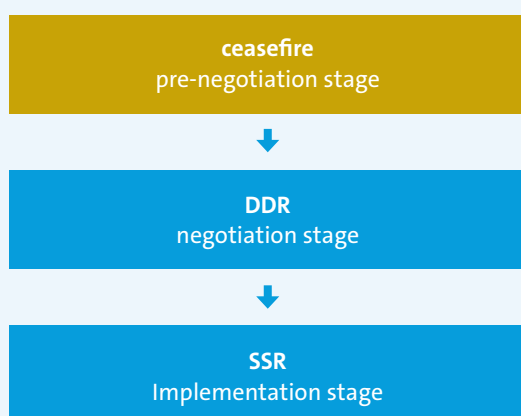 ceasefire
pre-negotiation stage
DDR
negotiation stage
SSR
Implementation stage